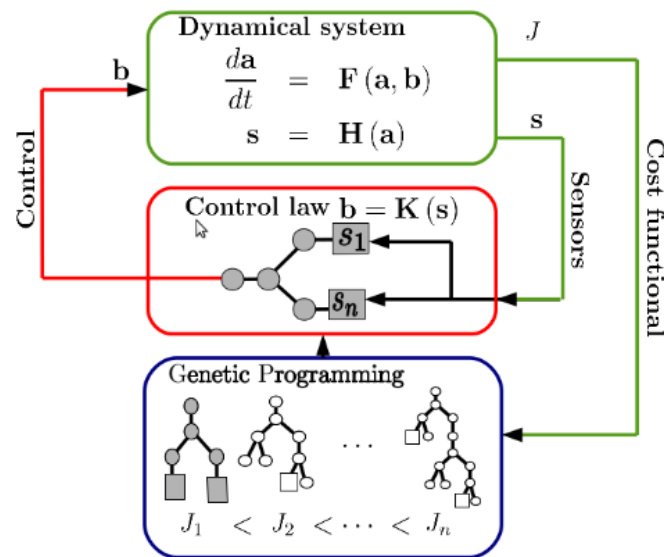 Dynamical system
da/dt = F (a, b)
s = H (a)
b
J
s
Control
Sensors
Cost functional
Control law b = K (s)
s₁
sₙ
Genetic Programming
...
J₁ < J₂ < ··· < Jₙ